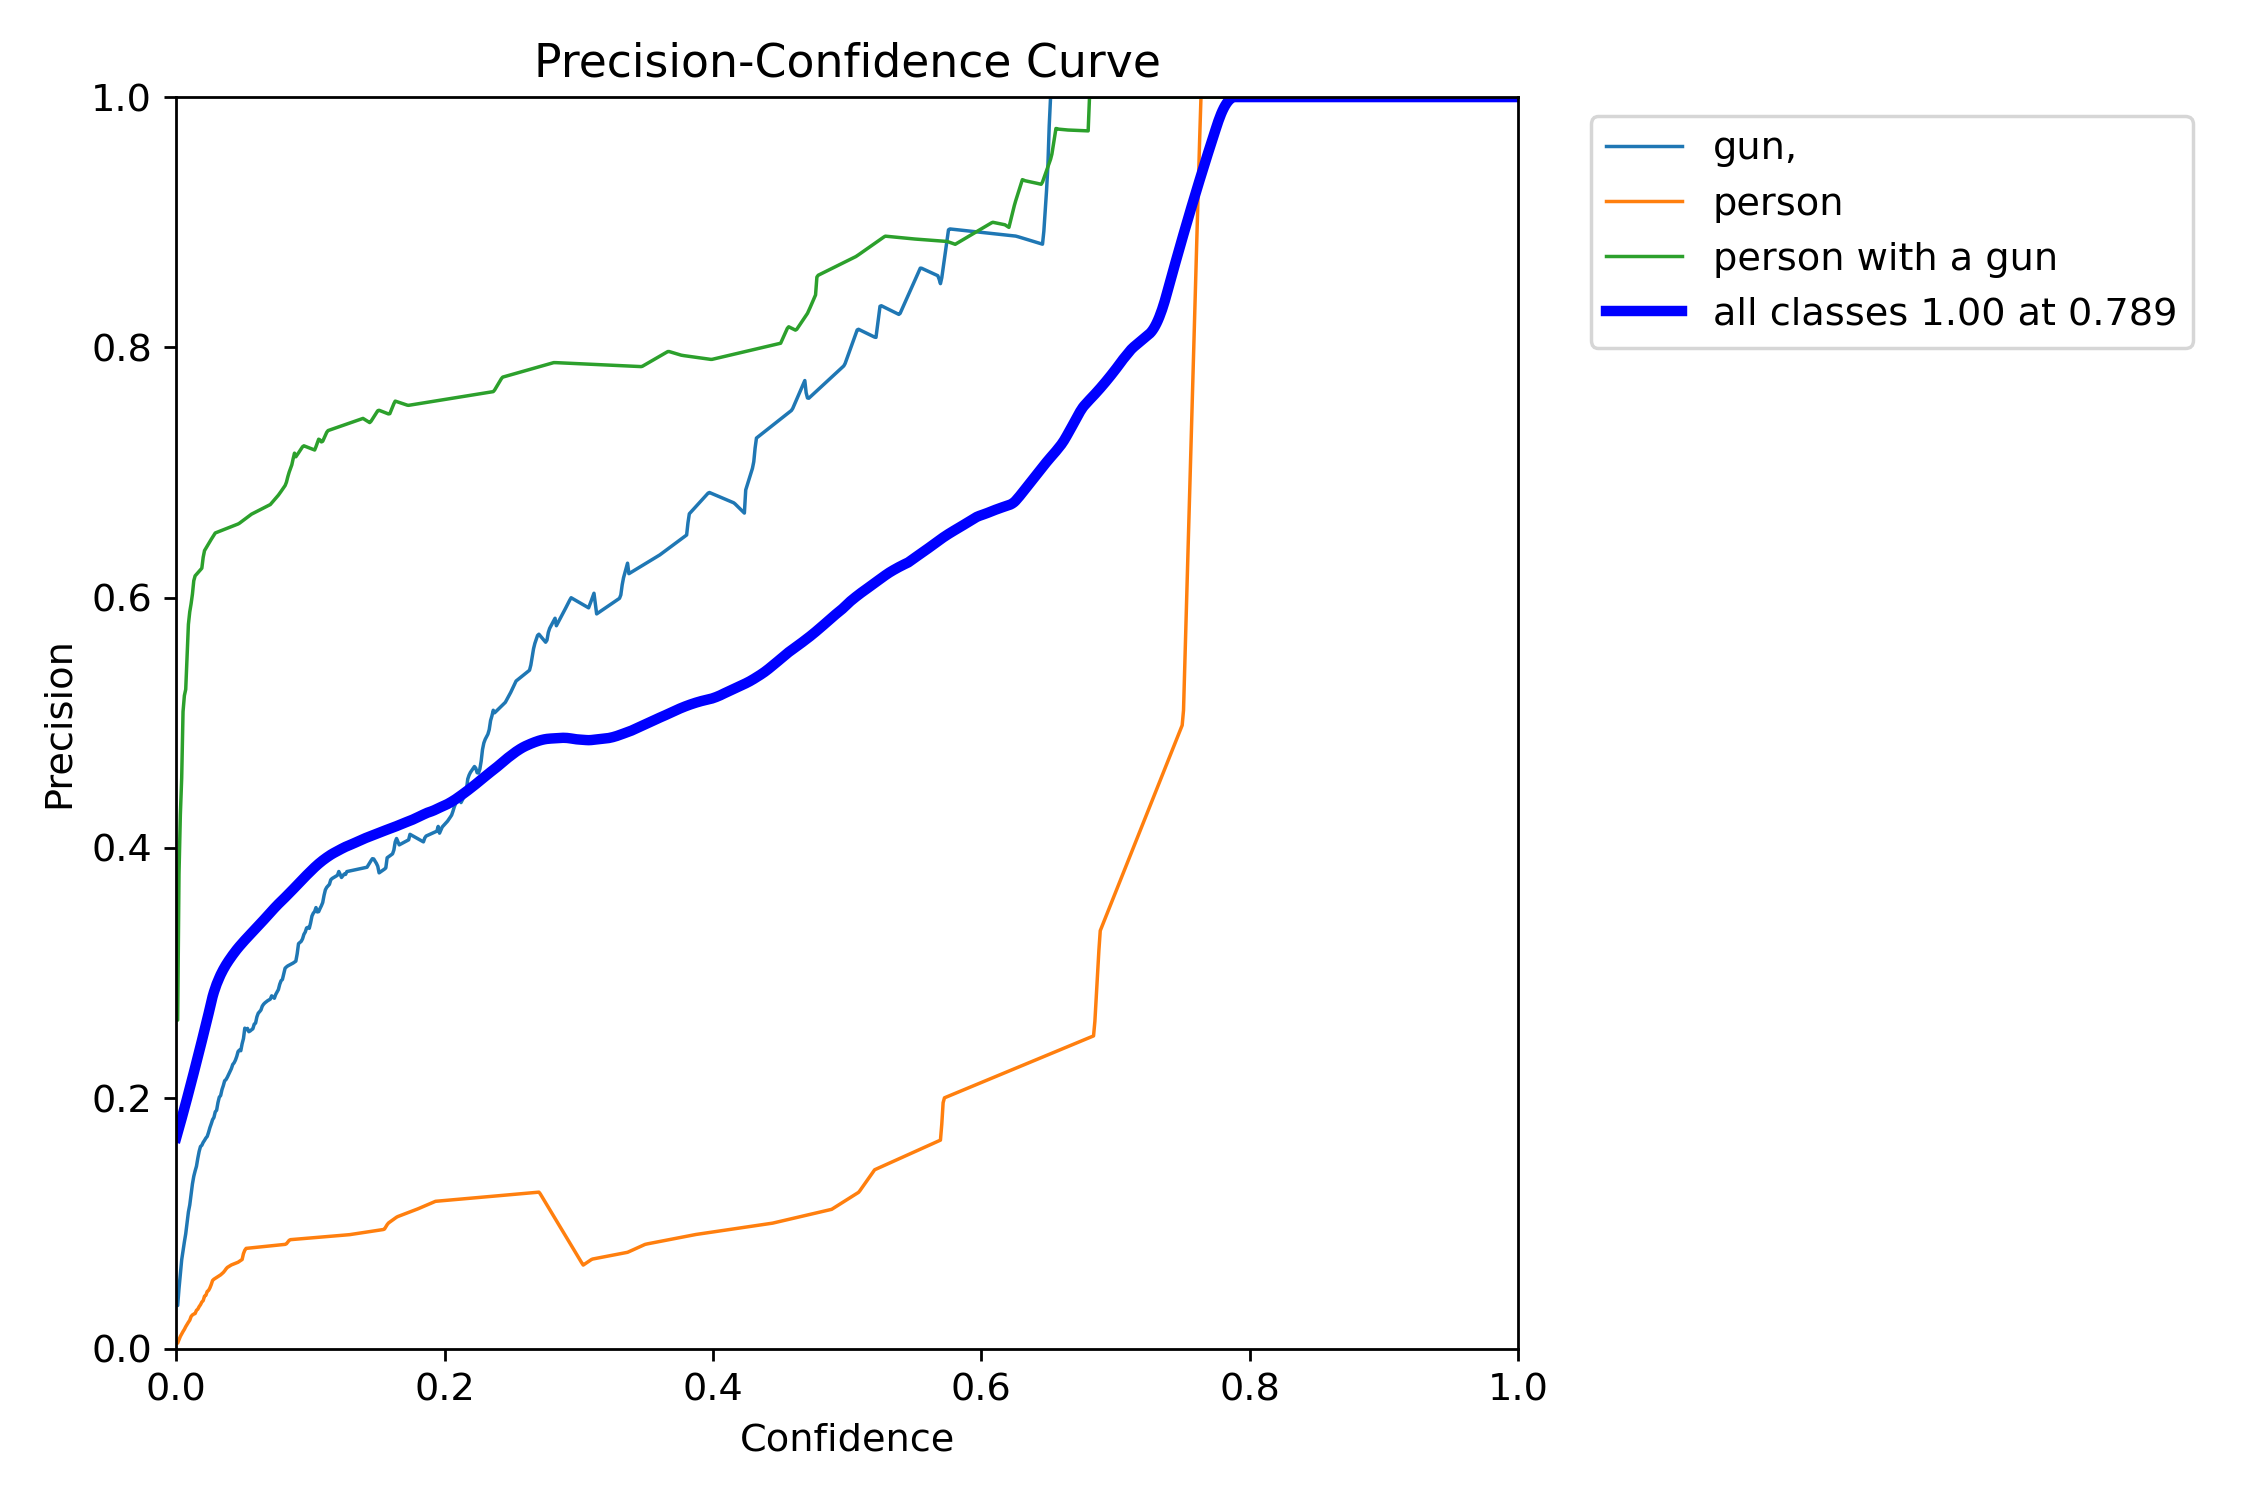 Precision-Confidence Curve
1.0
0.8
0.6
0.4
0.2
0.0
Precision
0.0 0.2 0.4 0.6 0.8 1.0
Confidence
gun,
person
person with a gun
all classes 1.00 at 0.789